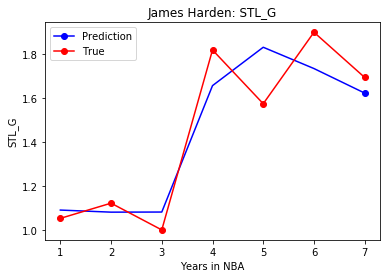 James Harden: STL_G
Prediction
True
1.8
1.6
1.4
1.2
1.0
STL_G
1 2 3 4 5 6 7
Years in NBA